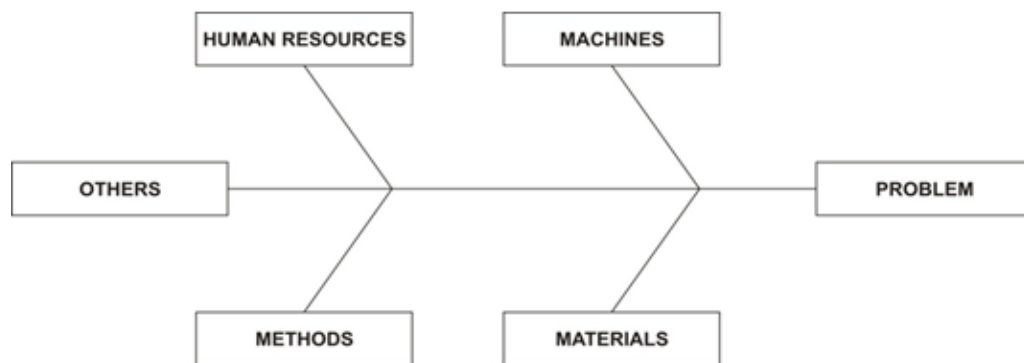 HUMAN RESOURCES
MACHINES
OTHERS
PROBLEM
METHODS
MATERIALS